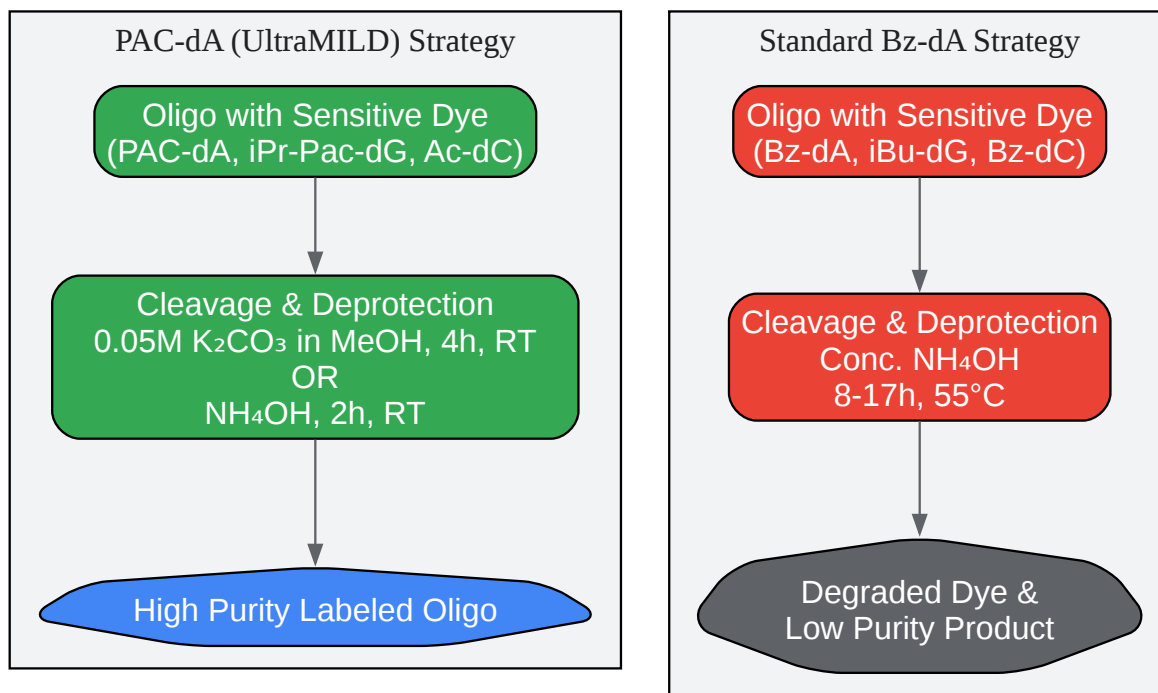 PAC-dA (UltraMILD) Strategy
Oligo with Sensitive Dye
(PAC-dA, iPr-Pac-dG, Ac-dC)
Cleavage & Deprotection
0.05M K₂CO₃ in MeOH, 4h, RT
OR
NH₄OH, 2h, RT
High Purity Labeled Oligo
Standard Bz-dA Strategy
Oligo with Sensitive Dye
(Bz-dA, iBu-dG, Bz-dC)
Cleavage & Deprotection
Conc. NH₄OH
8-17h, 55°C
Degraded Dye &
Low Purity Product